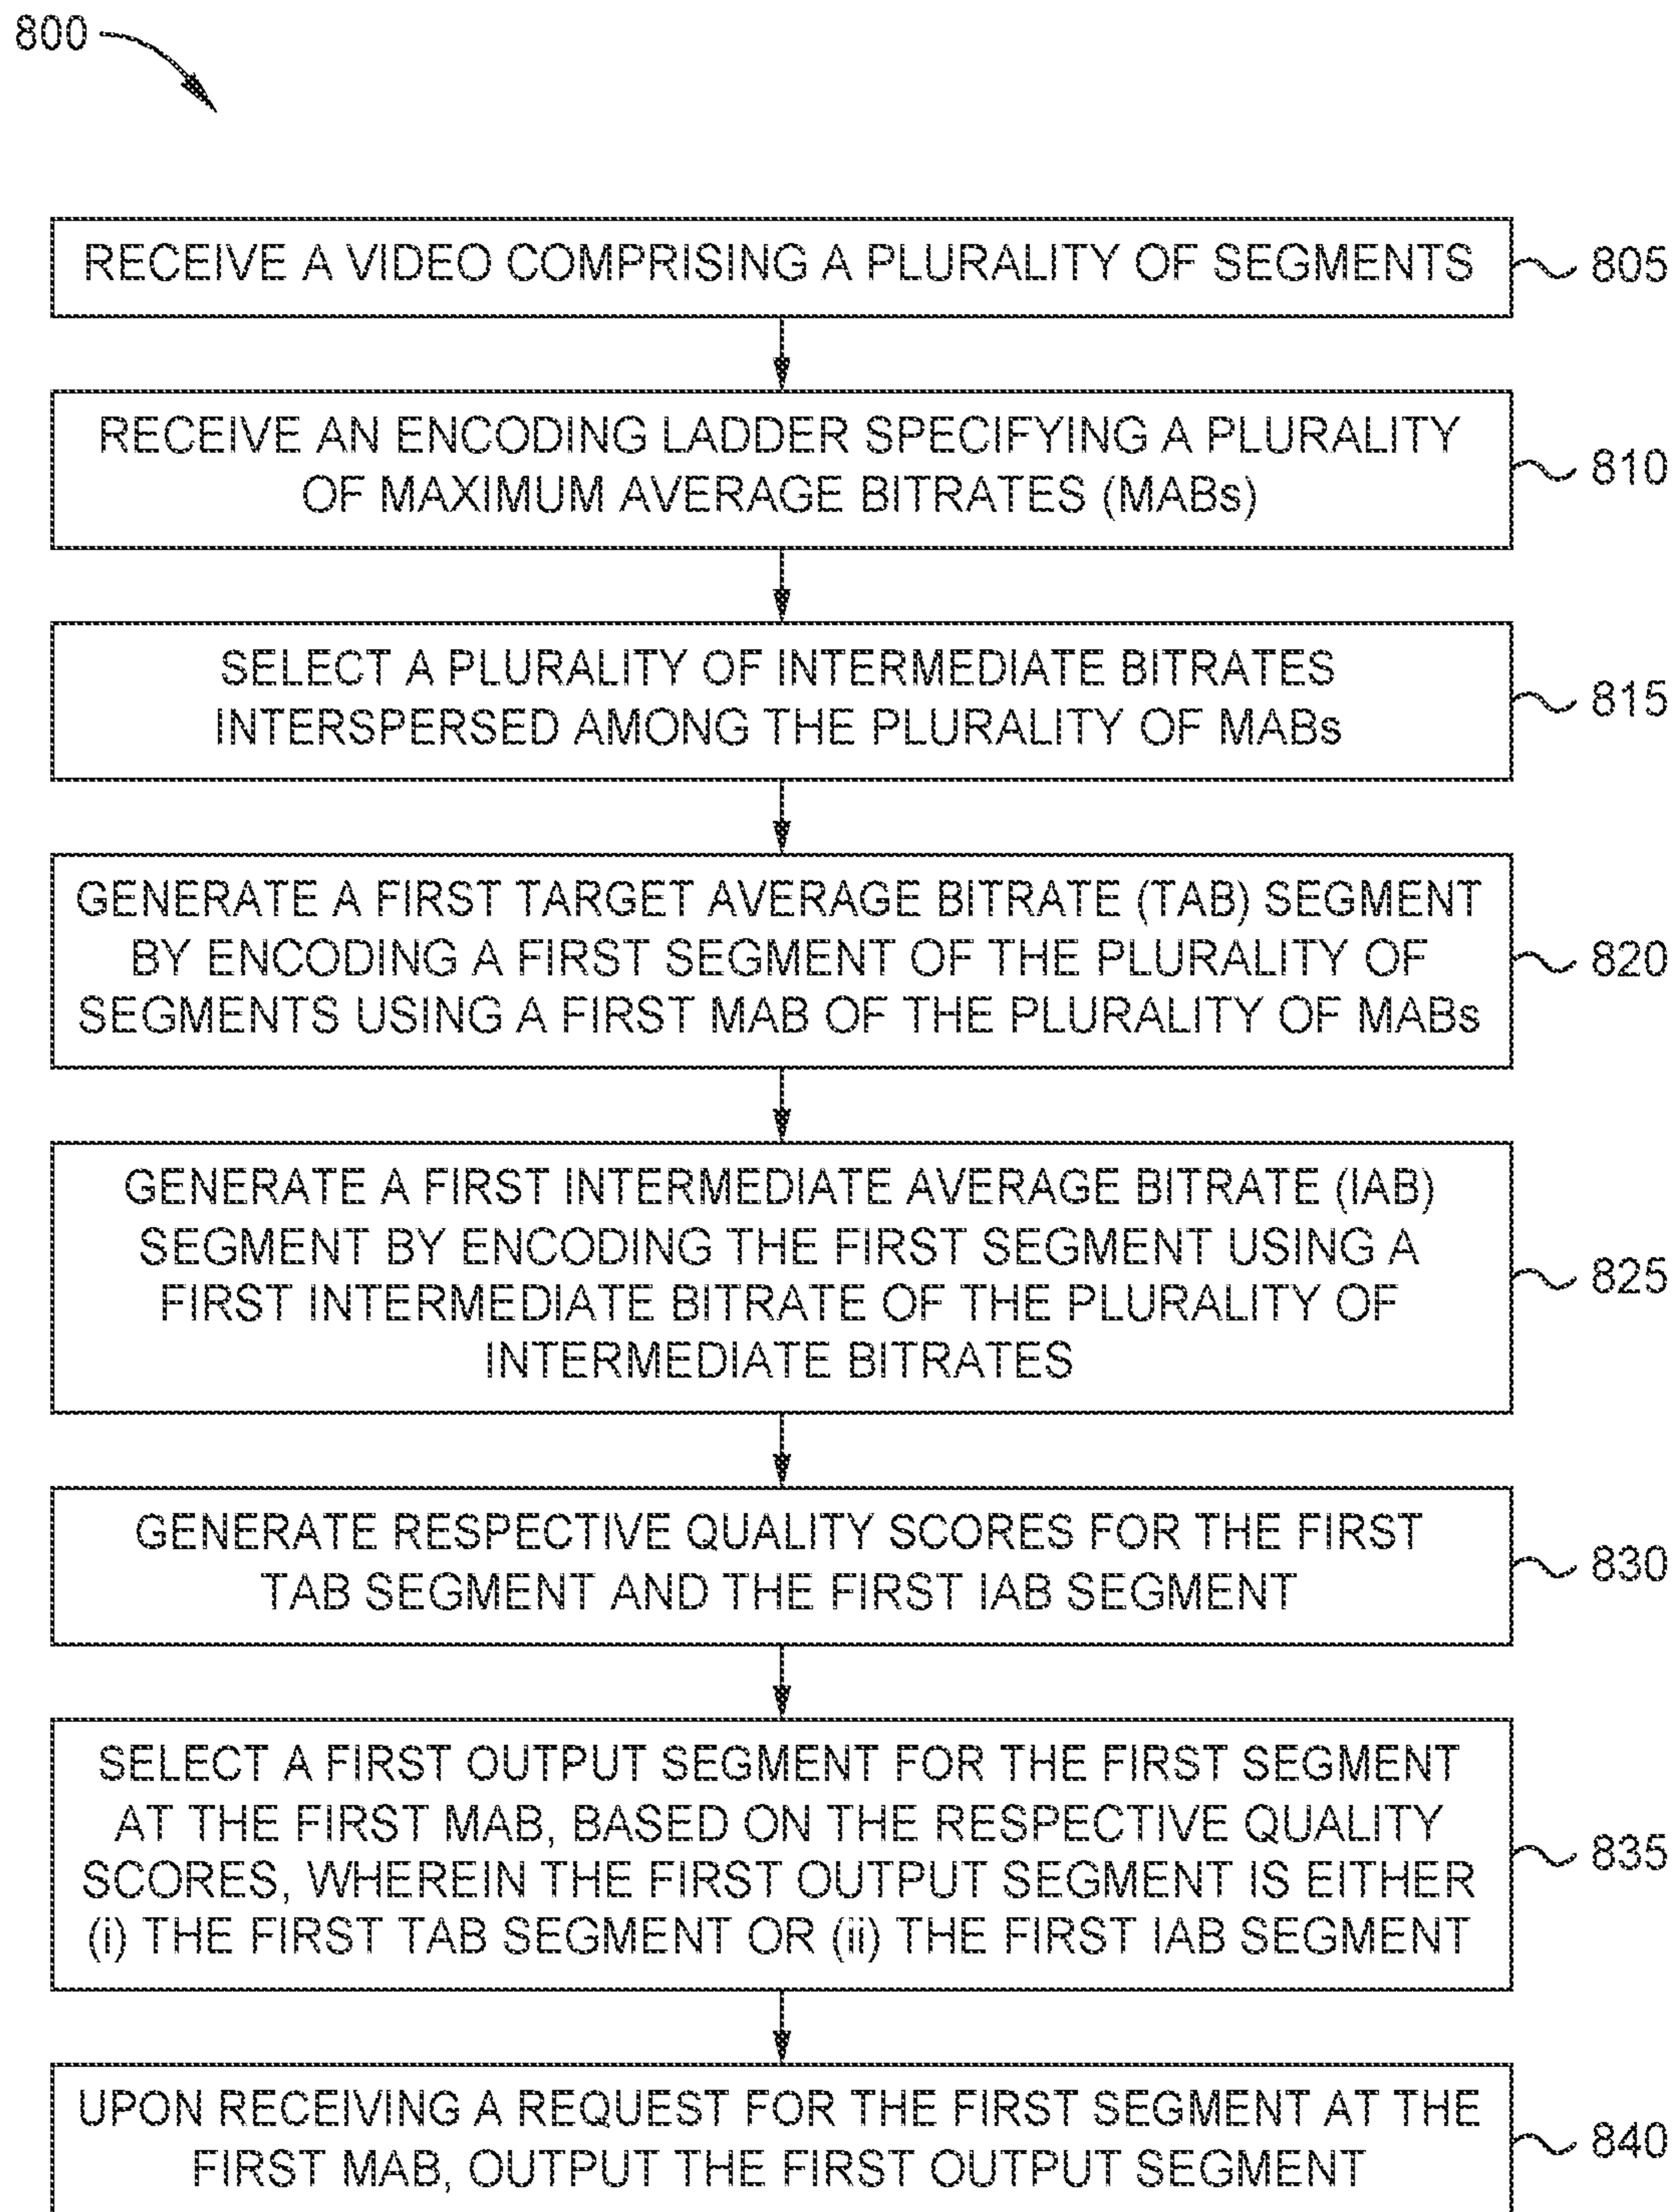 800
RECEIVE A VIDEO COMPRISING A PLURALITY OF SEGMENTS
805
RECEIVE AN ENCODING LADDER SPECIFYING A PLURALITY
OF MAXIMUM AVERAGE BITRATES (MABs)
810
SELECT A PLURALITY OF INTERMEDIATE BITRATES
INTERSPERSED AMONG THE PLURALITY OF MABs
815
GENERATE A FIRST TARGET AVERAGE BITRATE (TAB) SEGMENT
BY ENCODING A FIRST SEGMENT OF THE PLURALITY OF
SEGMENTS USING A FIRST MAB OF THE PLURALITY OF MABs
820
GENERATE A FIRST INTERMEDIATE AVERAGE BITRATE (IAB)
SEGMENT BY ENCODING THE FIRST SEGMENT USING A
FIRST INTERMEDIATE BITRATE OF THE PLURALITY OF
INTERMEDIATE BITRATES
825
GENERATE RESPECTIVE QUALITY SCORES FOR THE FIRST
TAB SEGMENT AND THE FIRST IAB SEGMENT
830
SELECT A FIRST OUTPUT SEGMENT FOR THE FIRST SEGMENT
AT THE FIRST MAB, BASED ON THE RESPECTIVE QUALITY
SCORES, WHEREIN THE FIRST OUTPUT SEGMENT IS EITHER
(i) THE FIRST TAB SEGMENT OR (ii) THE FIRST IAB SEGMENT
835
UPON RECEIVING A REQUEST FOR THE FIRST SEGMENT AT THE
FIRST MAB, OUTPUT THE FIRST OUTPUT SEGMENT
840